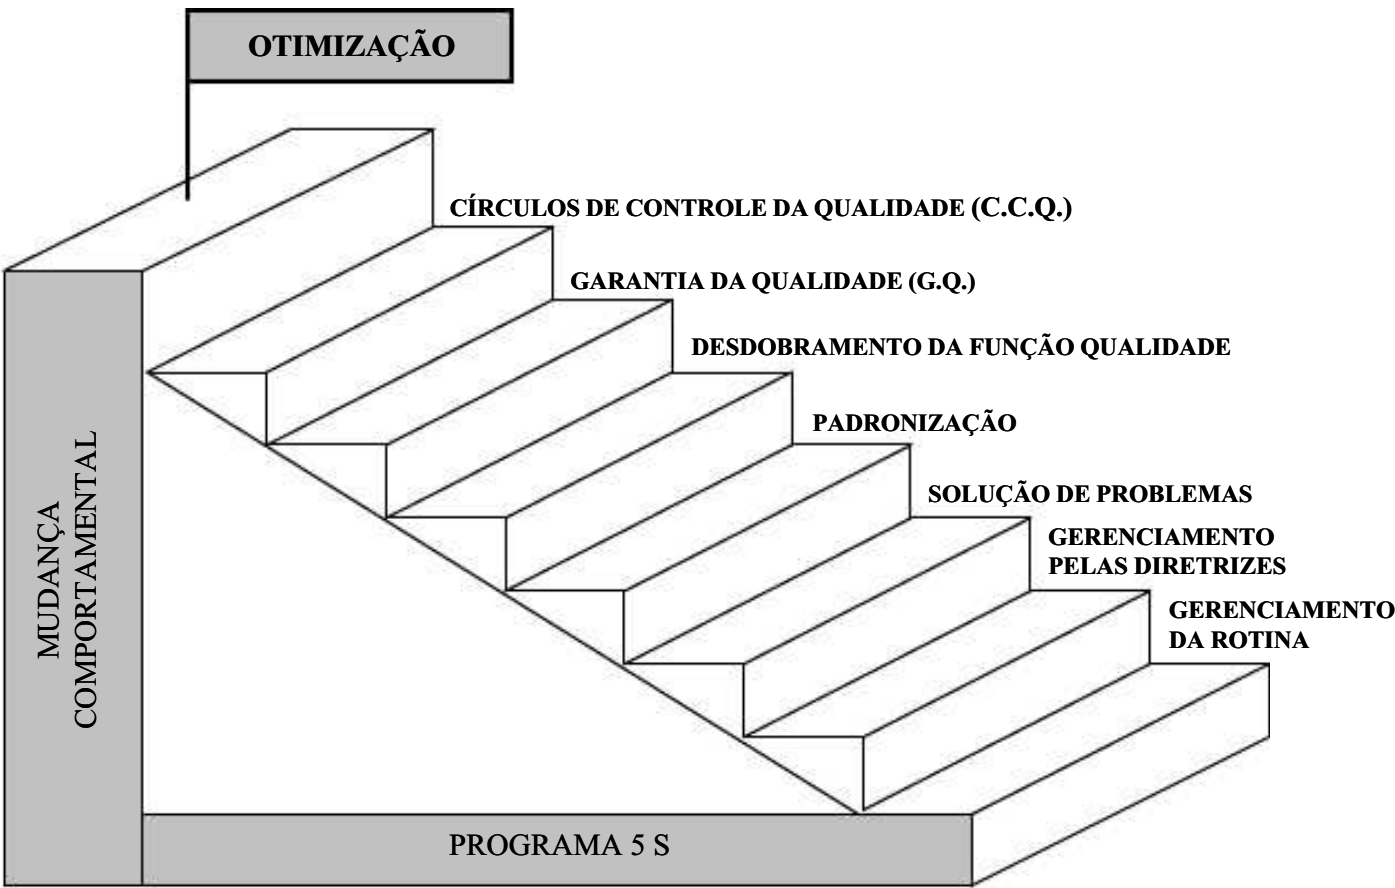 OTIMIZAÇÃO
CÍRCULOS DE CONTROLE DA QUALIDADE (C.C.Q.)
GARANTIA DA QUALIDADE (G.Q.)
DESDOBRAMENTO DA FUNÇÃO QUALIDADE
PADRONIZAÇÃO
SOLUÇÃO DE PROBLEMAS
GERENCIAMENTO
PELAS DIRETRIZES
GERENCIAMENTO
DA ROTINA
MUDANÇA
COMPORTAMENTAL
PROGRAMA 5 S